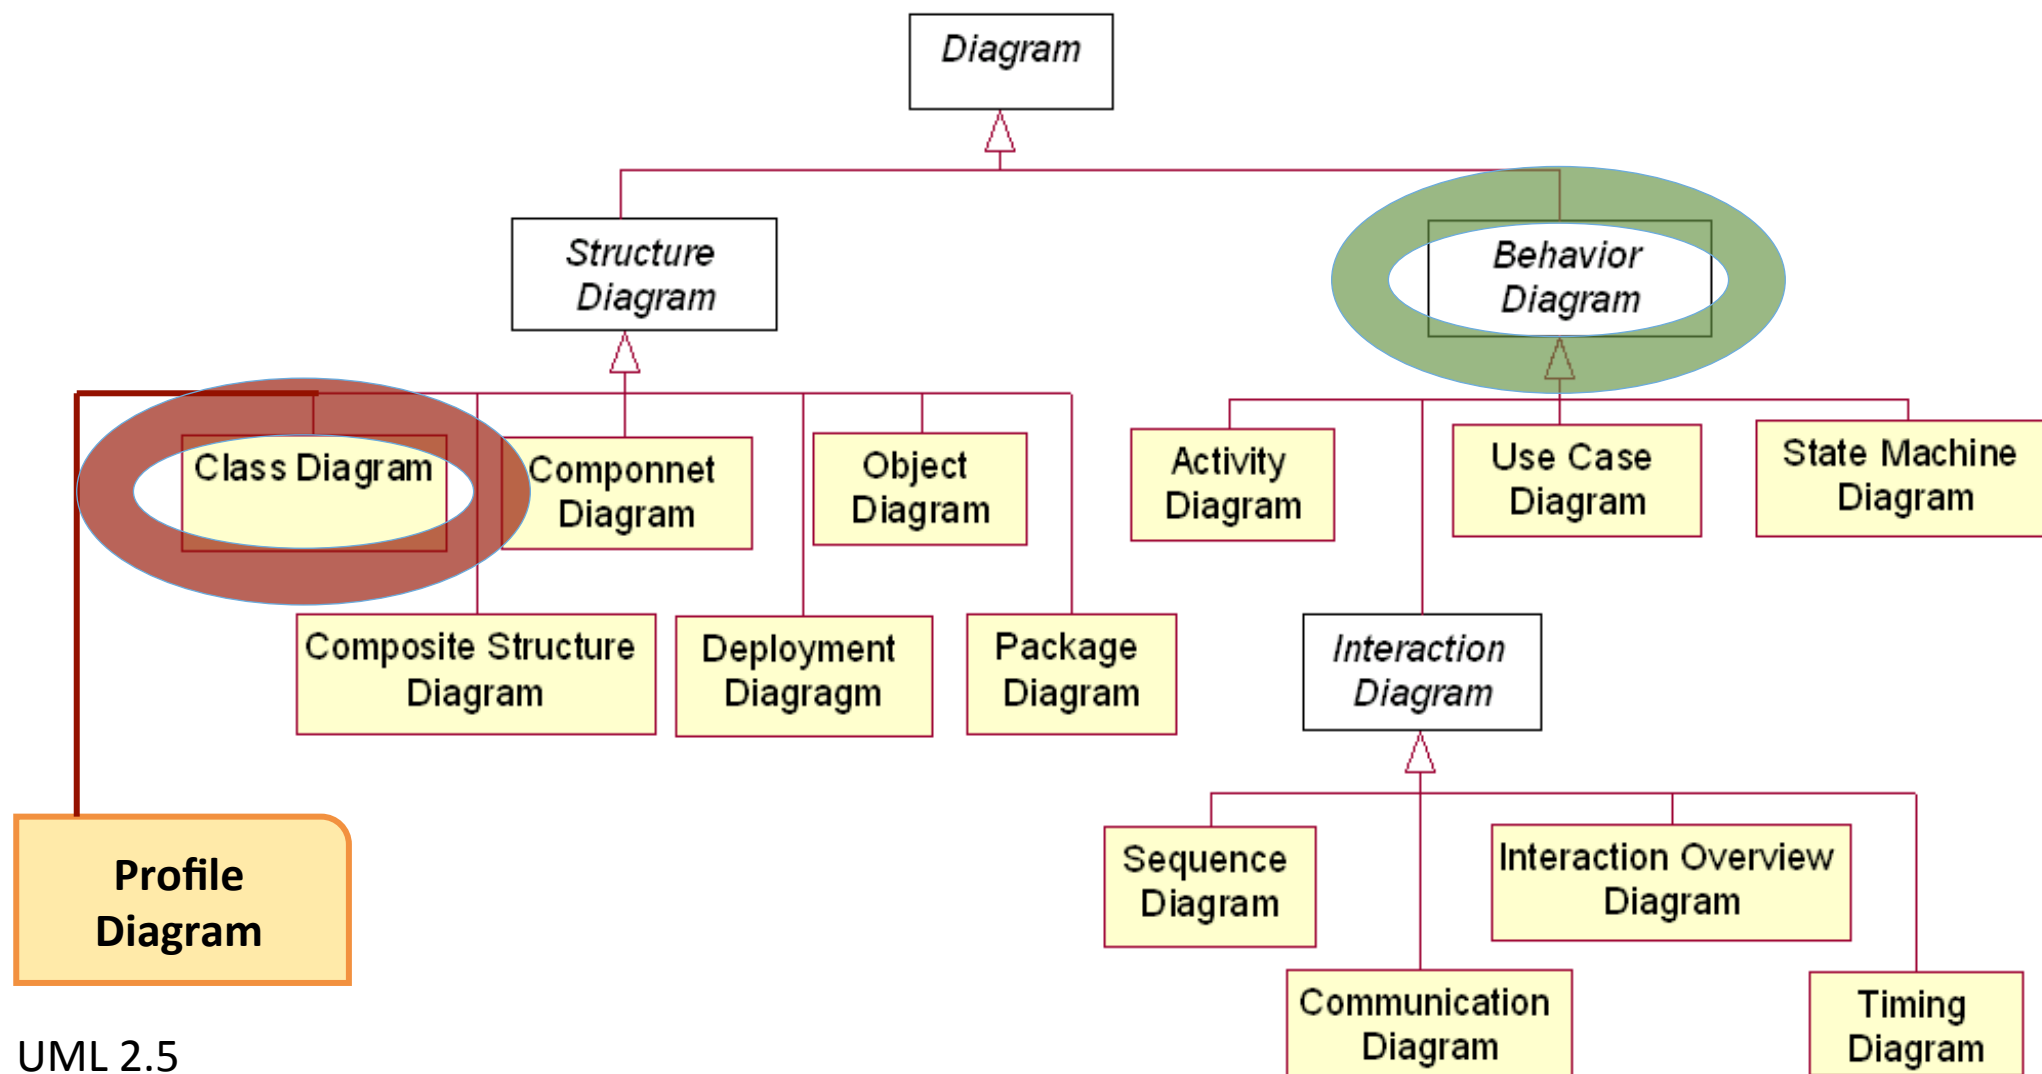 Diagram
Structure
Diagram
Behavior
Diagram
Class Diagram
Componnet
Diagram
Object
Diagram
Activity
Diagram
Use Case
Diagram
State Machine
Diagram
Composite Structure
Diagram
Deployment
Diagragm
Package
Diagram
Interaction
Diagram
Profile
Diagram
Sequence
Diagram
Interaction Overview
Diagram
Communication
Diagram
Timing
Diagram
UML 2.5